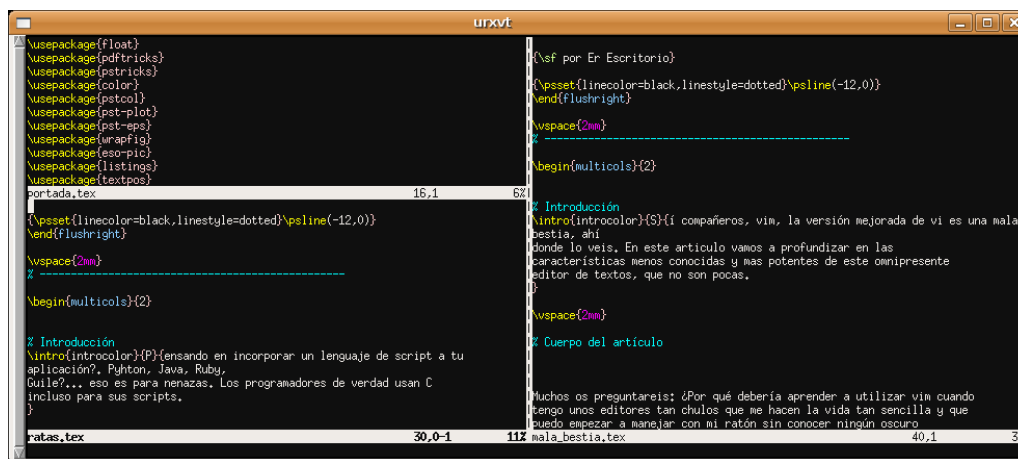 urxvt
\usepackage{float}
\usepackage{pdftricks}
\usepackage{pstricks}
\usepackage{color}
\usepackage{pstcol}
\usepackage{pst-plot}
\usepackage{pst-eps}
\usepackage{wrapfig}
\usepackage{eso-pic}
\usepackage{listings}
\usepackage{textpos}
portada.tex 16,1 6%
{\psset{linecolor=black,linestyle=dotted}\psline(-12,0)}
\end{flushright}
\vspace{2mm}
% --------------------------------------------------
\begin{multicols}{2}
% Introducción
\intro{introcolor}{P}{ensando en incorporar un lenguaje de script a tu
aplicación?. Pyhton, Java, Ruby,
Guile?... eso es para nenazas. Los programadores de verdad usan C
incluso para sus scripts.
}
ratas.tex 30,0-1 11%
{\sf por Er Escritorio}
{\psset{linecolor=black,linestyle=dotted}\psline(-12,0)}
\end{flushright}
\vspace{2mm}
% --------------------------------------------------
\begin{multicols}{2}
% Introducción
\intro{introcolor}{S}{í compañeros, vim, la versión mejorada de vi es una mala
bestia, ahí
donde lo veis. En este articulo vamos a profundizar en las
características menos conocidas y mas potentes de este omnipresente
editor de textos, que no son pocas.
}
\vspace{2mm}
% Cuerpo del artículo
Muchos os preguntareis: ¿Por qué debería aprender a utilizar vim cuando
tengo unos editores tan chulos que me hacen la vida tan sencilla y que
puedo empezar a manejar con mi ratón sin conocer ningún oscuro
mala_bestia.tex 40,1 3